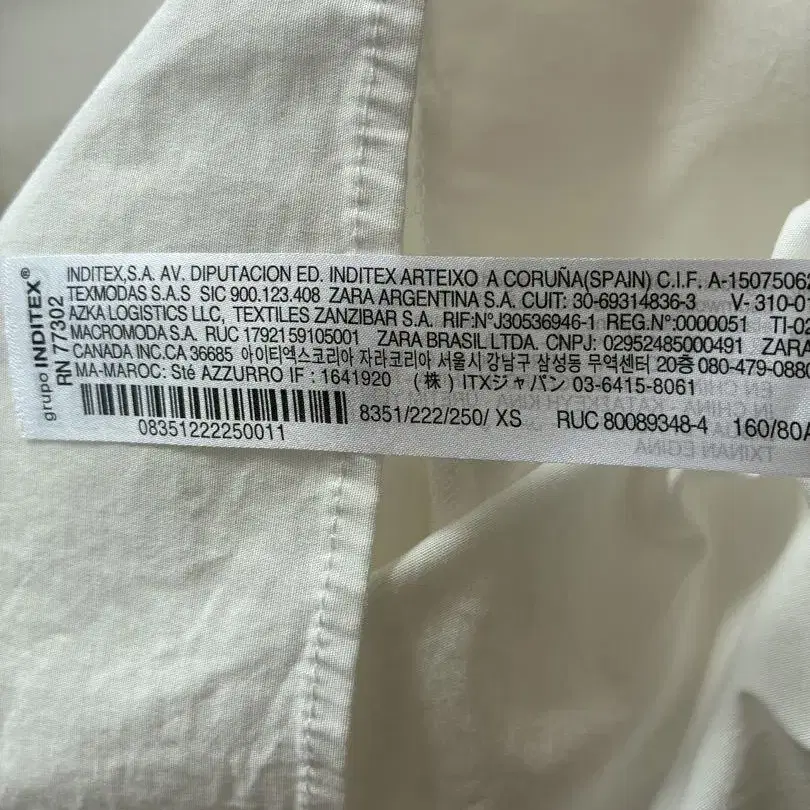 grupo INDITEX®
RN 77302
INDITEX,S.A. AV. DIPUTACION ED. INDITEX ARTEIXO A CORUÑA(SPAIN) C.I.F. A-15075062
TEXMODAS S.A.S SIC 900.123.408 ZARA ARGENTINA S.A. CUIT: 30-69314836-3 V- 310-0
AZKA LOGISTICS LLC, TEXTILES ZANZIBAR S.A. RIF:N°J30536946-1 REG.N°:0000051 TI-02
MACROMODA S.A. RUC 1792159105001 ZARA BRASIL LTDA. CNPJ: 02952485000491 ZARA
CANADA INC.CA 36685 아이티엑스코리아 자라코리아 서울시 강남구 삼성동 무역센터 20층 080-479-0880
MA-MAROC: Sté AZZURRO IF : 1641920 (株) ITXジャパン 03-6415-8061
8351/222/250/ XS RUC 80089348-4 160/80A
08351222250011
TXINAN EGINA